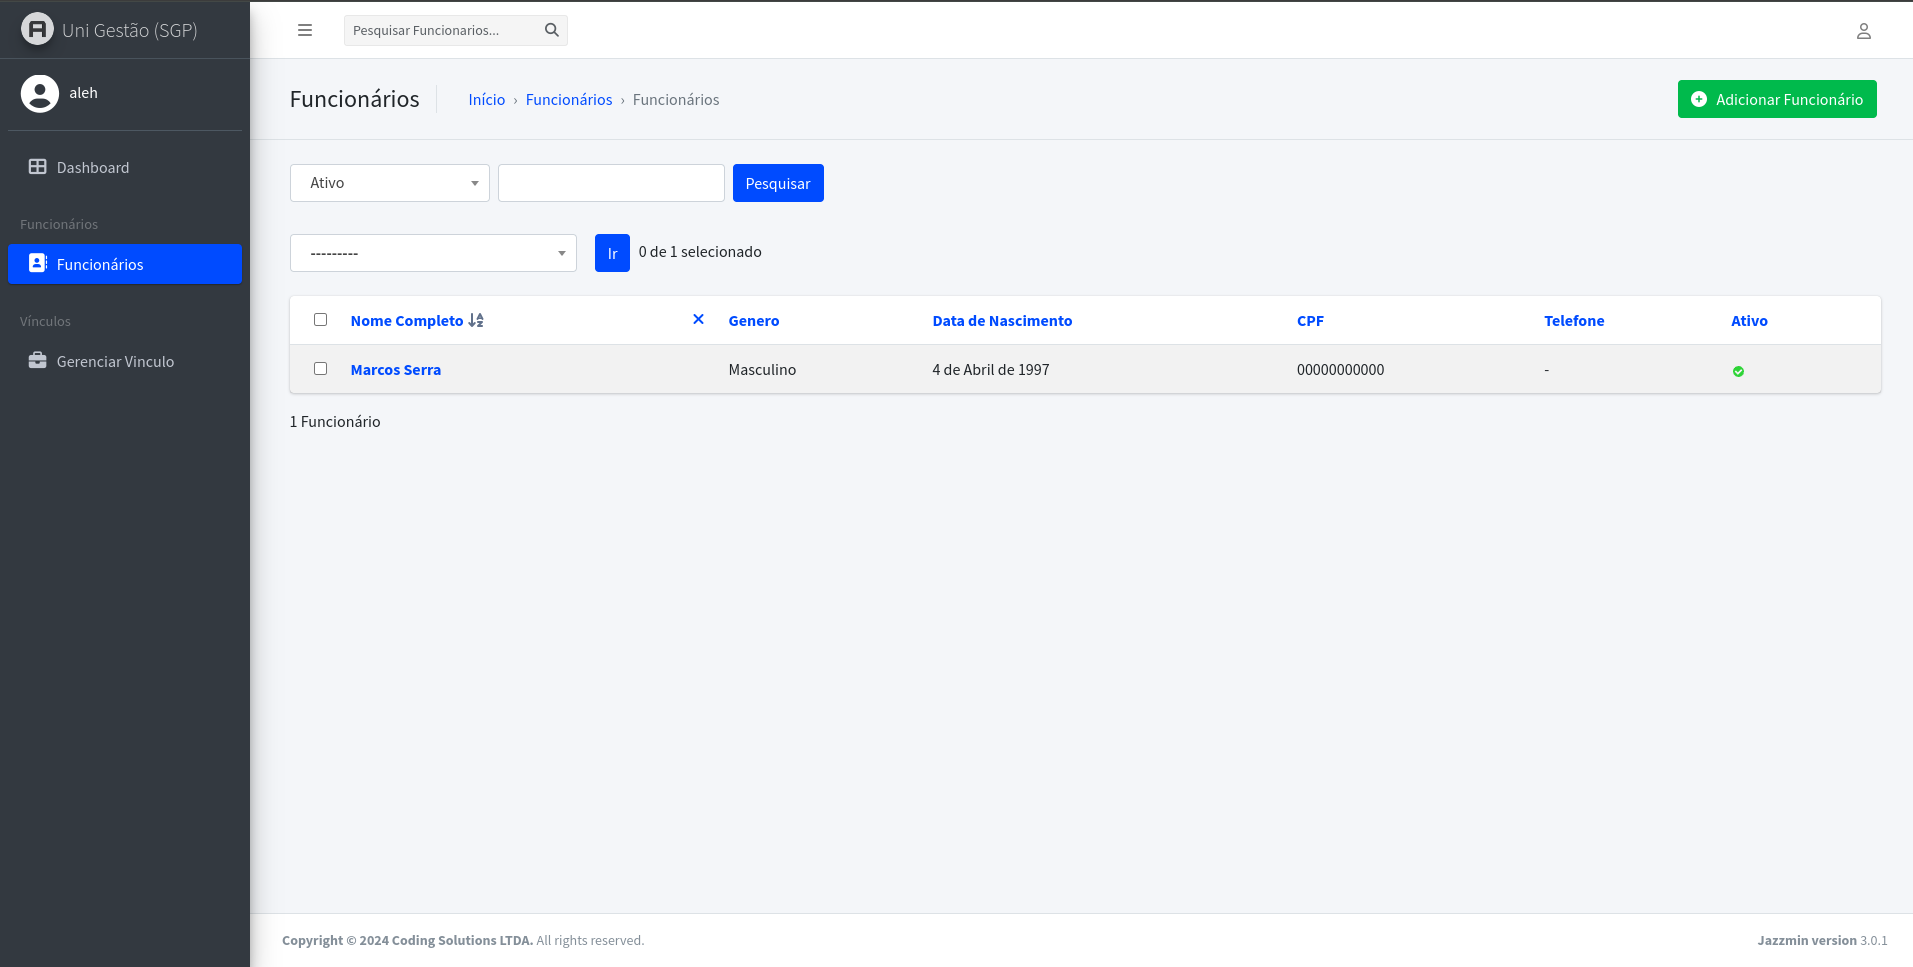 Uni Gestão (SGP)
Pesquisar Funcionarios...
aleh
Dashboard
Funcionários
Funcionários
Vínculos
Gerenciar Vinculo
Funcionários
Início › Funcionários › Funcionários
Adicionar Funcionário
Ativo
Pesquisar
---------
Ir
0 de 1 selecionado
Nome Completo Genero Data de Nascimento CPF Telefone Ativo
Marcos Serra Masculino 4 de Abril de 1997 00000000000 -
1 Funcionário
Copyright © 2024 Coding Solutions LTDA. All rights reserved.
Jazzmin version 3.0.1